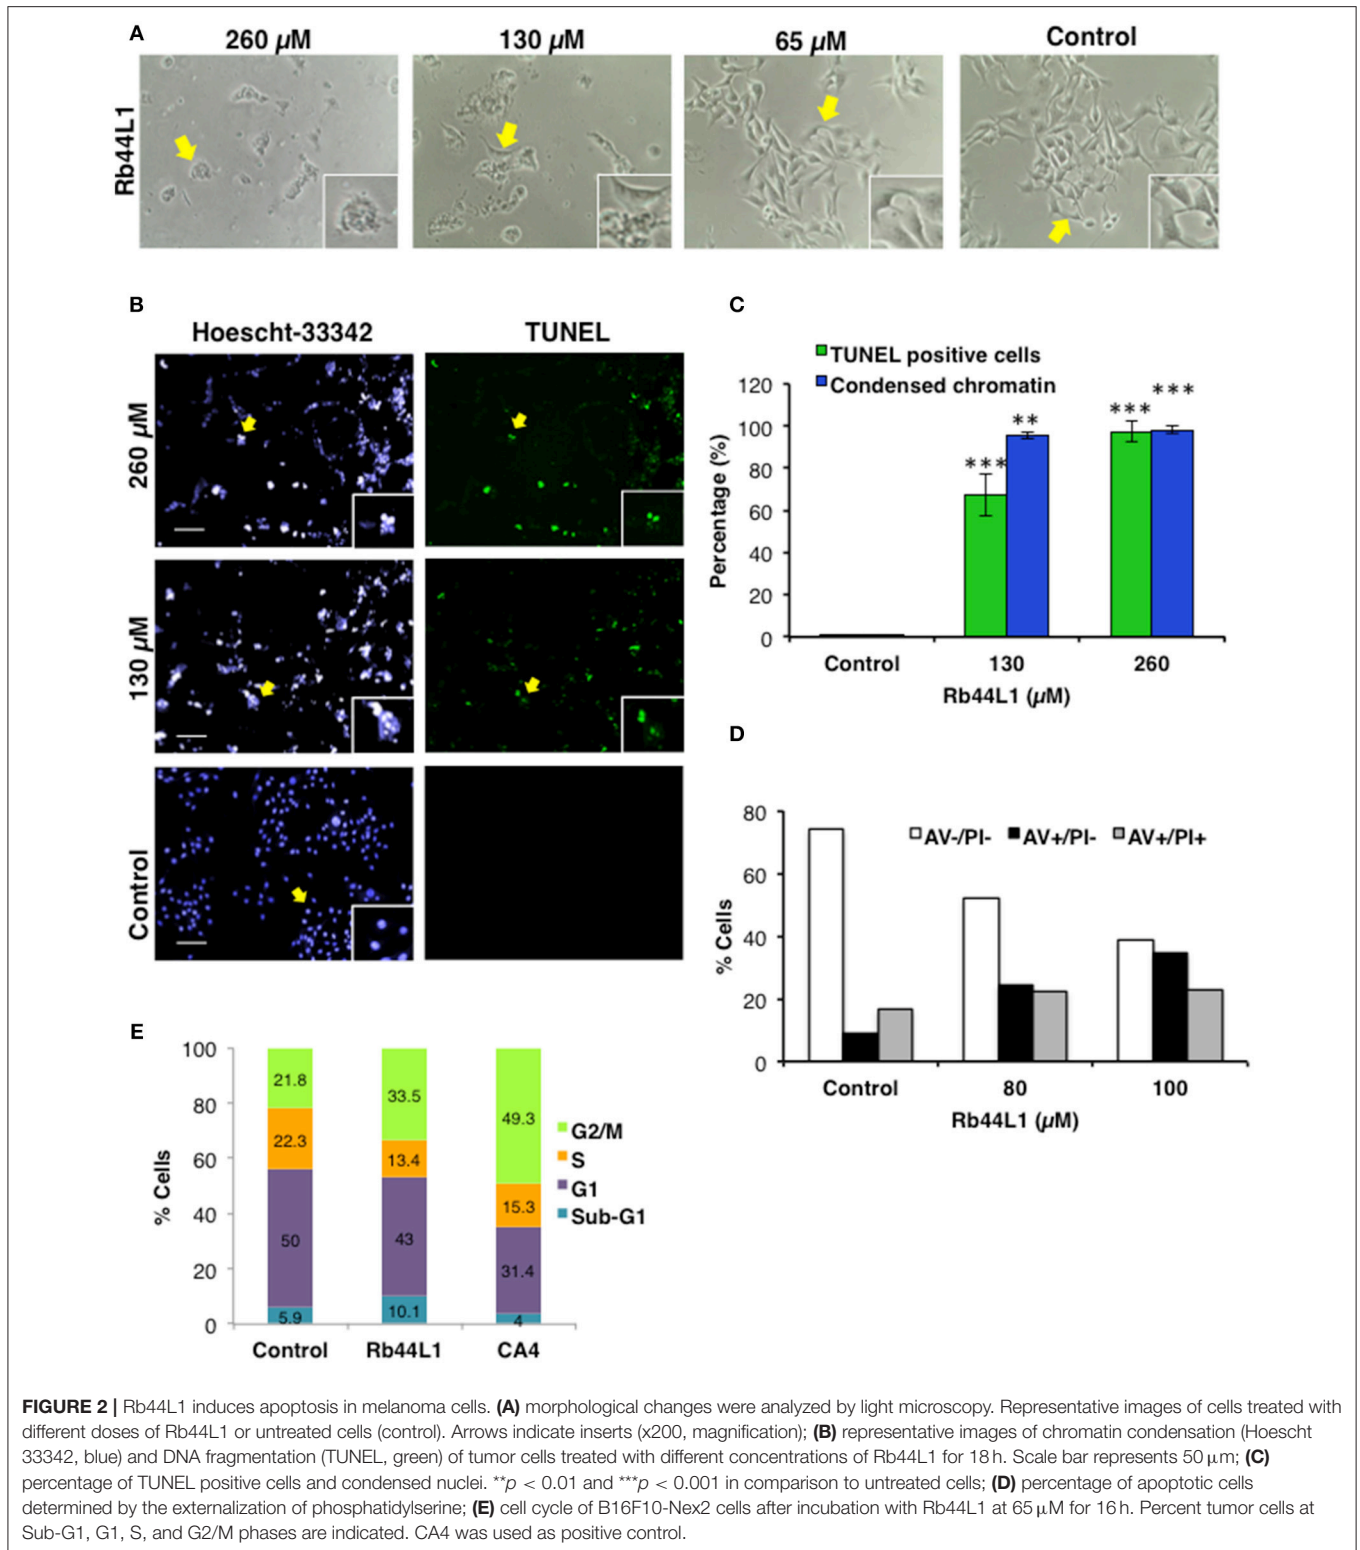 A
260 µM
130 µM
65 µM
Control
Rb44L1
B
Hoescht-33342
TUNEL
260 µM
130 µM
Control
C
TUNEL positive cells
Condensed chromatin
120
100
80
60
40
20
0
Percentage (%)
***
**
***
***
Control
130
260
Rb44L1 (µM)
D
80
60
40
20
0
% Cells
AV-/PI-
AV+/PI-
AV+/PI+
Control
80
100
Rb44L1 (µM)
E
100
80
60
40
20
0
% Cells
21.8
22.3
50
5.9
33.5
13.4
43
10.1
49.3
15.3
31.4
4
G2/M
S
G1
Sub-G1
Control
Rb44L1
CA4
FIGURE 2 | Rb44L1 induces apoptosis in melanoma cells. (A) morphological changes were analyzed by light microscopy. Representative images of cells treated with
different doses of Rb44L1 or untreated cells (control). Arrows indicate inserts (x200, magnification); (B) representative images of chromatin condensation (Hoescht
33342, blue) and DNA fragmentation (TUNEL, green) of tumor cells treated with different concentrations of Rb44L1 for 18 h. Scale bar represents 50 µm; (C)
percentage of TUNEL positive cells and condensed nuclei. **p < 0.01 and ***p < 0.001 in comparison to untreated cells; (D) percentage of apoptotic cells
determined by the externalization of phosphatidylserine; (E) cell cycle of B16F10-Nex2 cells after incubation with Rb44L1 at 65 µM for 16 h. Percent tumor cells at
Sub-G1, G1, S, and G2/M phases are indicated. CA4 was used as positive control.